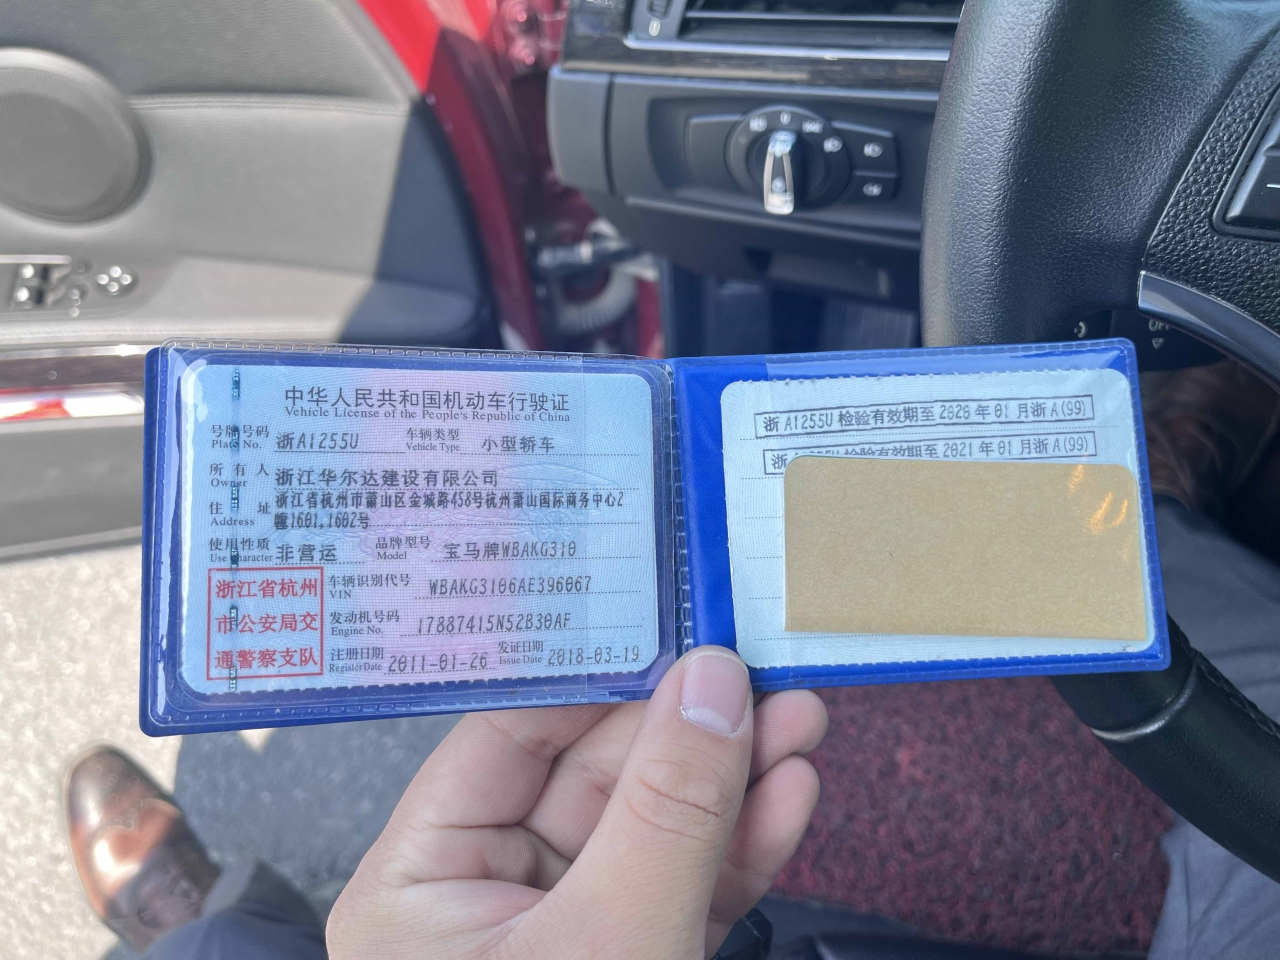 中华人民共和国机动车行驶证
Vehicle License of the People's Republic of China
号牌号码 浙A1255U 车辆类型 小型轿车
Plate No. Vehicle Type
所有人 浙江华尔达建设有限公司
Owner
住址 浙江省杭州市萧山区金城路458号杭州萧山国际商务中心2
Address 幢1601,1602号
使用性质 非营运 品牌型号 宝马牌WBAKG310
Use Character Model
浙江省杭州
市公安局交
通警察支队
车辆识别代号 WBAKG3106AE396067
VIN
发动机号码 17887415N52B30AF
Engine No.
注册日期 2011-01-26 发证日期 2018-03-19
Register Date Issue Date
浙A1255U检验有效期至2020年01月浙A(99)
检验有效期至2021年01月浙A(99)